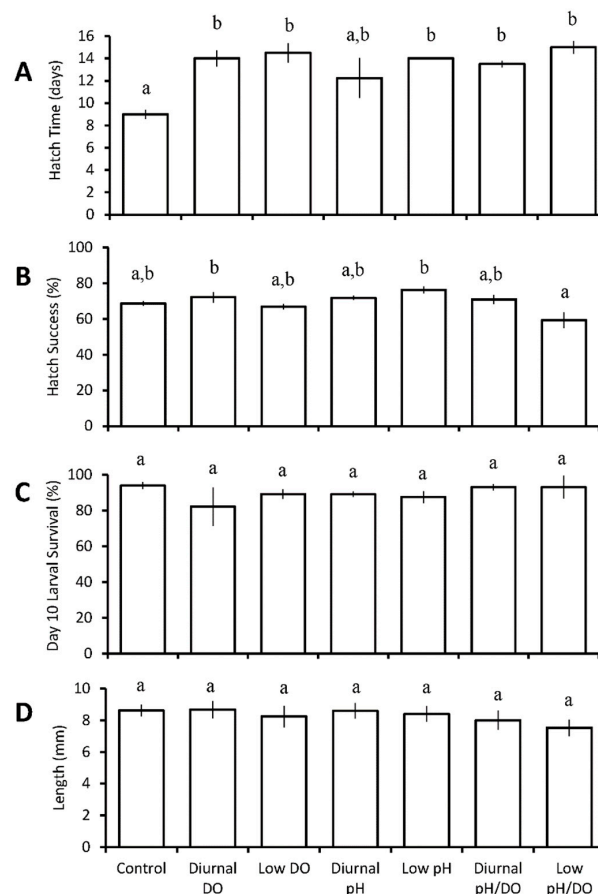 A
Hatch Time (days)
16
14
12
10
8
6
4
2
0
a
b
b
a,b
b
b
b
B
Hatch Success (%)
100
80
60
40
20
0
a,b
b
a,b
a,b
b
a,b
a
C
Day 10 Larval Survival (%)
100
80
60
40
20
0
a
a
a
a
a
a
a
D
Length (mm)
10
8
6
4
2
0
a
a
a
a
a
a
a
Control
Diurnal
DO
Low DO
Diurnal
pH
Low pH
Diurnal
pH/DO
Low
pH/DO